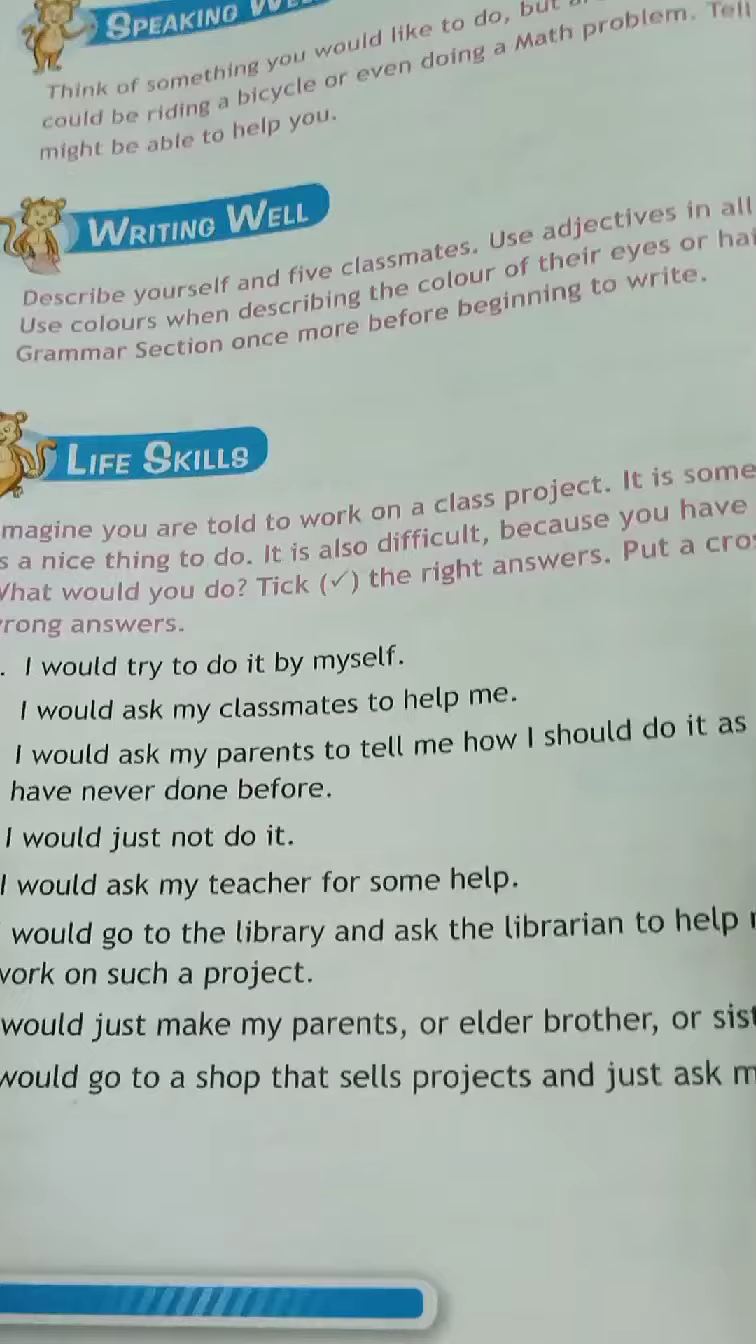 SPEAKING
Think of something you would like to do, but
could be riding a bicycle or even doing a Math problem. Tell
might be able to help you.
WRITING WELL
Describe yourself and five classmates. Use adjectives in all
Use colours when describing the colour of their eyes or
Grammar Section once more before beginning to write.
LIFE SKILLS
magine you are told to work on a class project. It is some
s a nice thing to do. It is also difficult, because you have
What would you do? Tick (✓) the right answers. Put a
rong answers.
. I would try to do it by myself.
I would ask my classmates to help me.
I would ask my parents to tell me how I should do it as
have never done before.
I would just not do it.
I would ask my teacher for some help.
would go to the library and ask the librarian to help
work on such a project.
would just make my parents, or elder brother, or
would go to a shop that sells projects and just ask